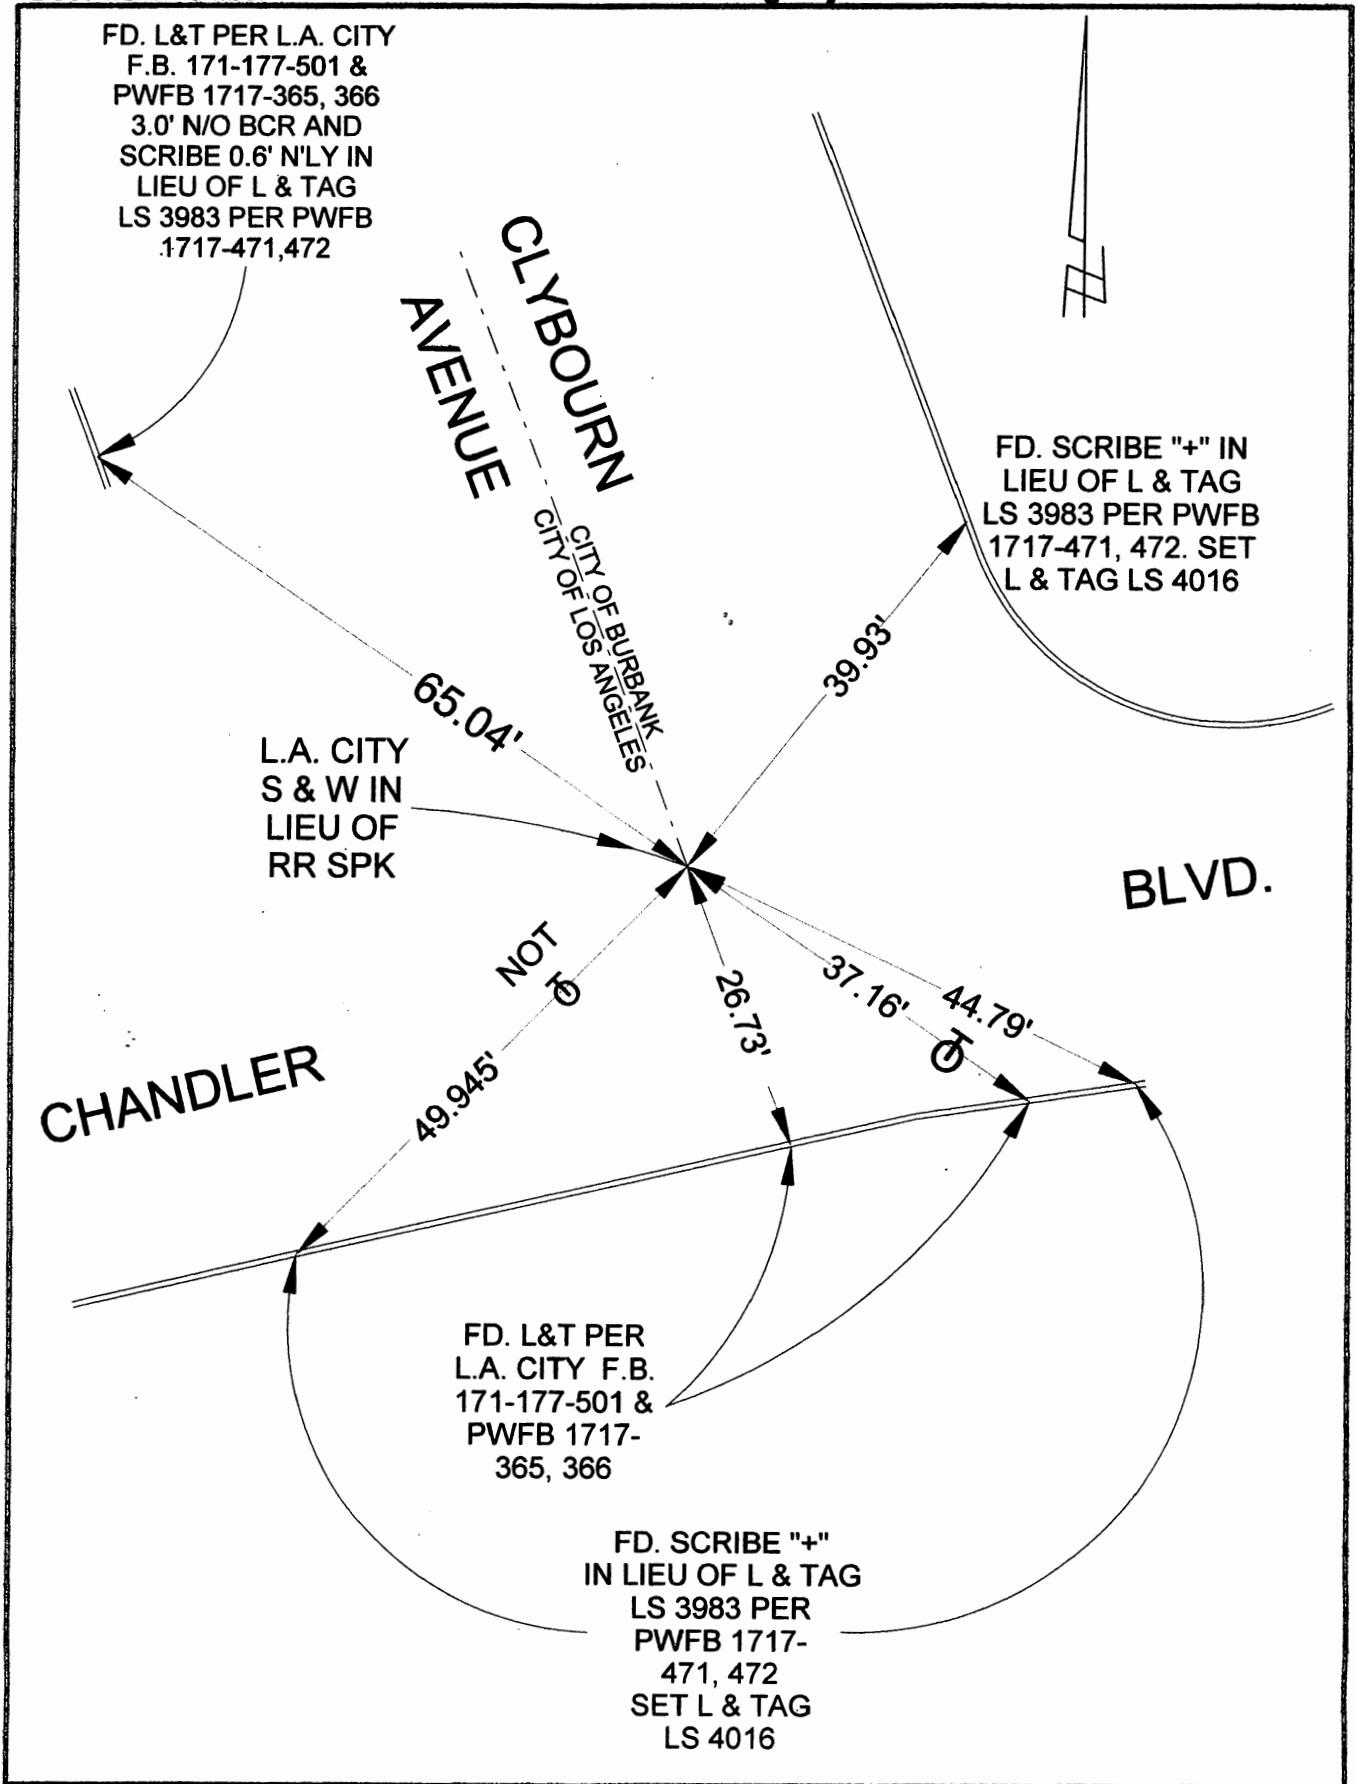 FD. L&T PER L.A. CITY
F.B. 171-177-501 &
PWFB 1717-365, 366
3.0' N/O BCR AND
SCRIBE 0.6' N'LY IN
LIEU OF L & TAG
LS 3983 PER PWFB
1717-471,472
CLYBOURN
AVENUE
N
FD. SCRIBE "+" IN
LIEU OF L & TAG
LS 3983 PER PWFB
1717-471, 472. SET
L & TAG LS 4016
CITY OF BURBANK
CITY OF LOS ANGELES
39.93'
65.04'
L.A. CITY
S & W IN
LIEU OF
RR SPK
BLVD.
NOT
26.73'
37.16'
44.79'
49.945'
CHANDLER
FD. L&T PER
L.A. CITY F.B.
171-177-501 &
PWFB 1717-
365, 366
FD. SCRIBE "+"
IN LIEU OF L & TAG
LS 3983 PER
PWFB 1717-
471, 472
SET L & TAG
LS 4016